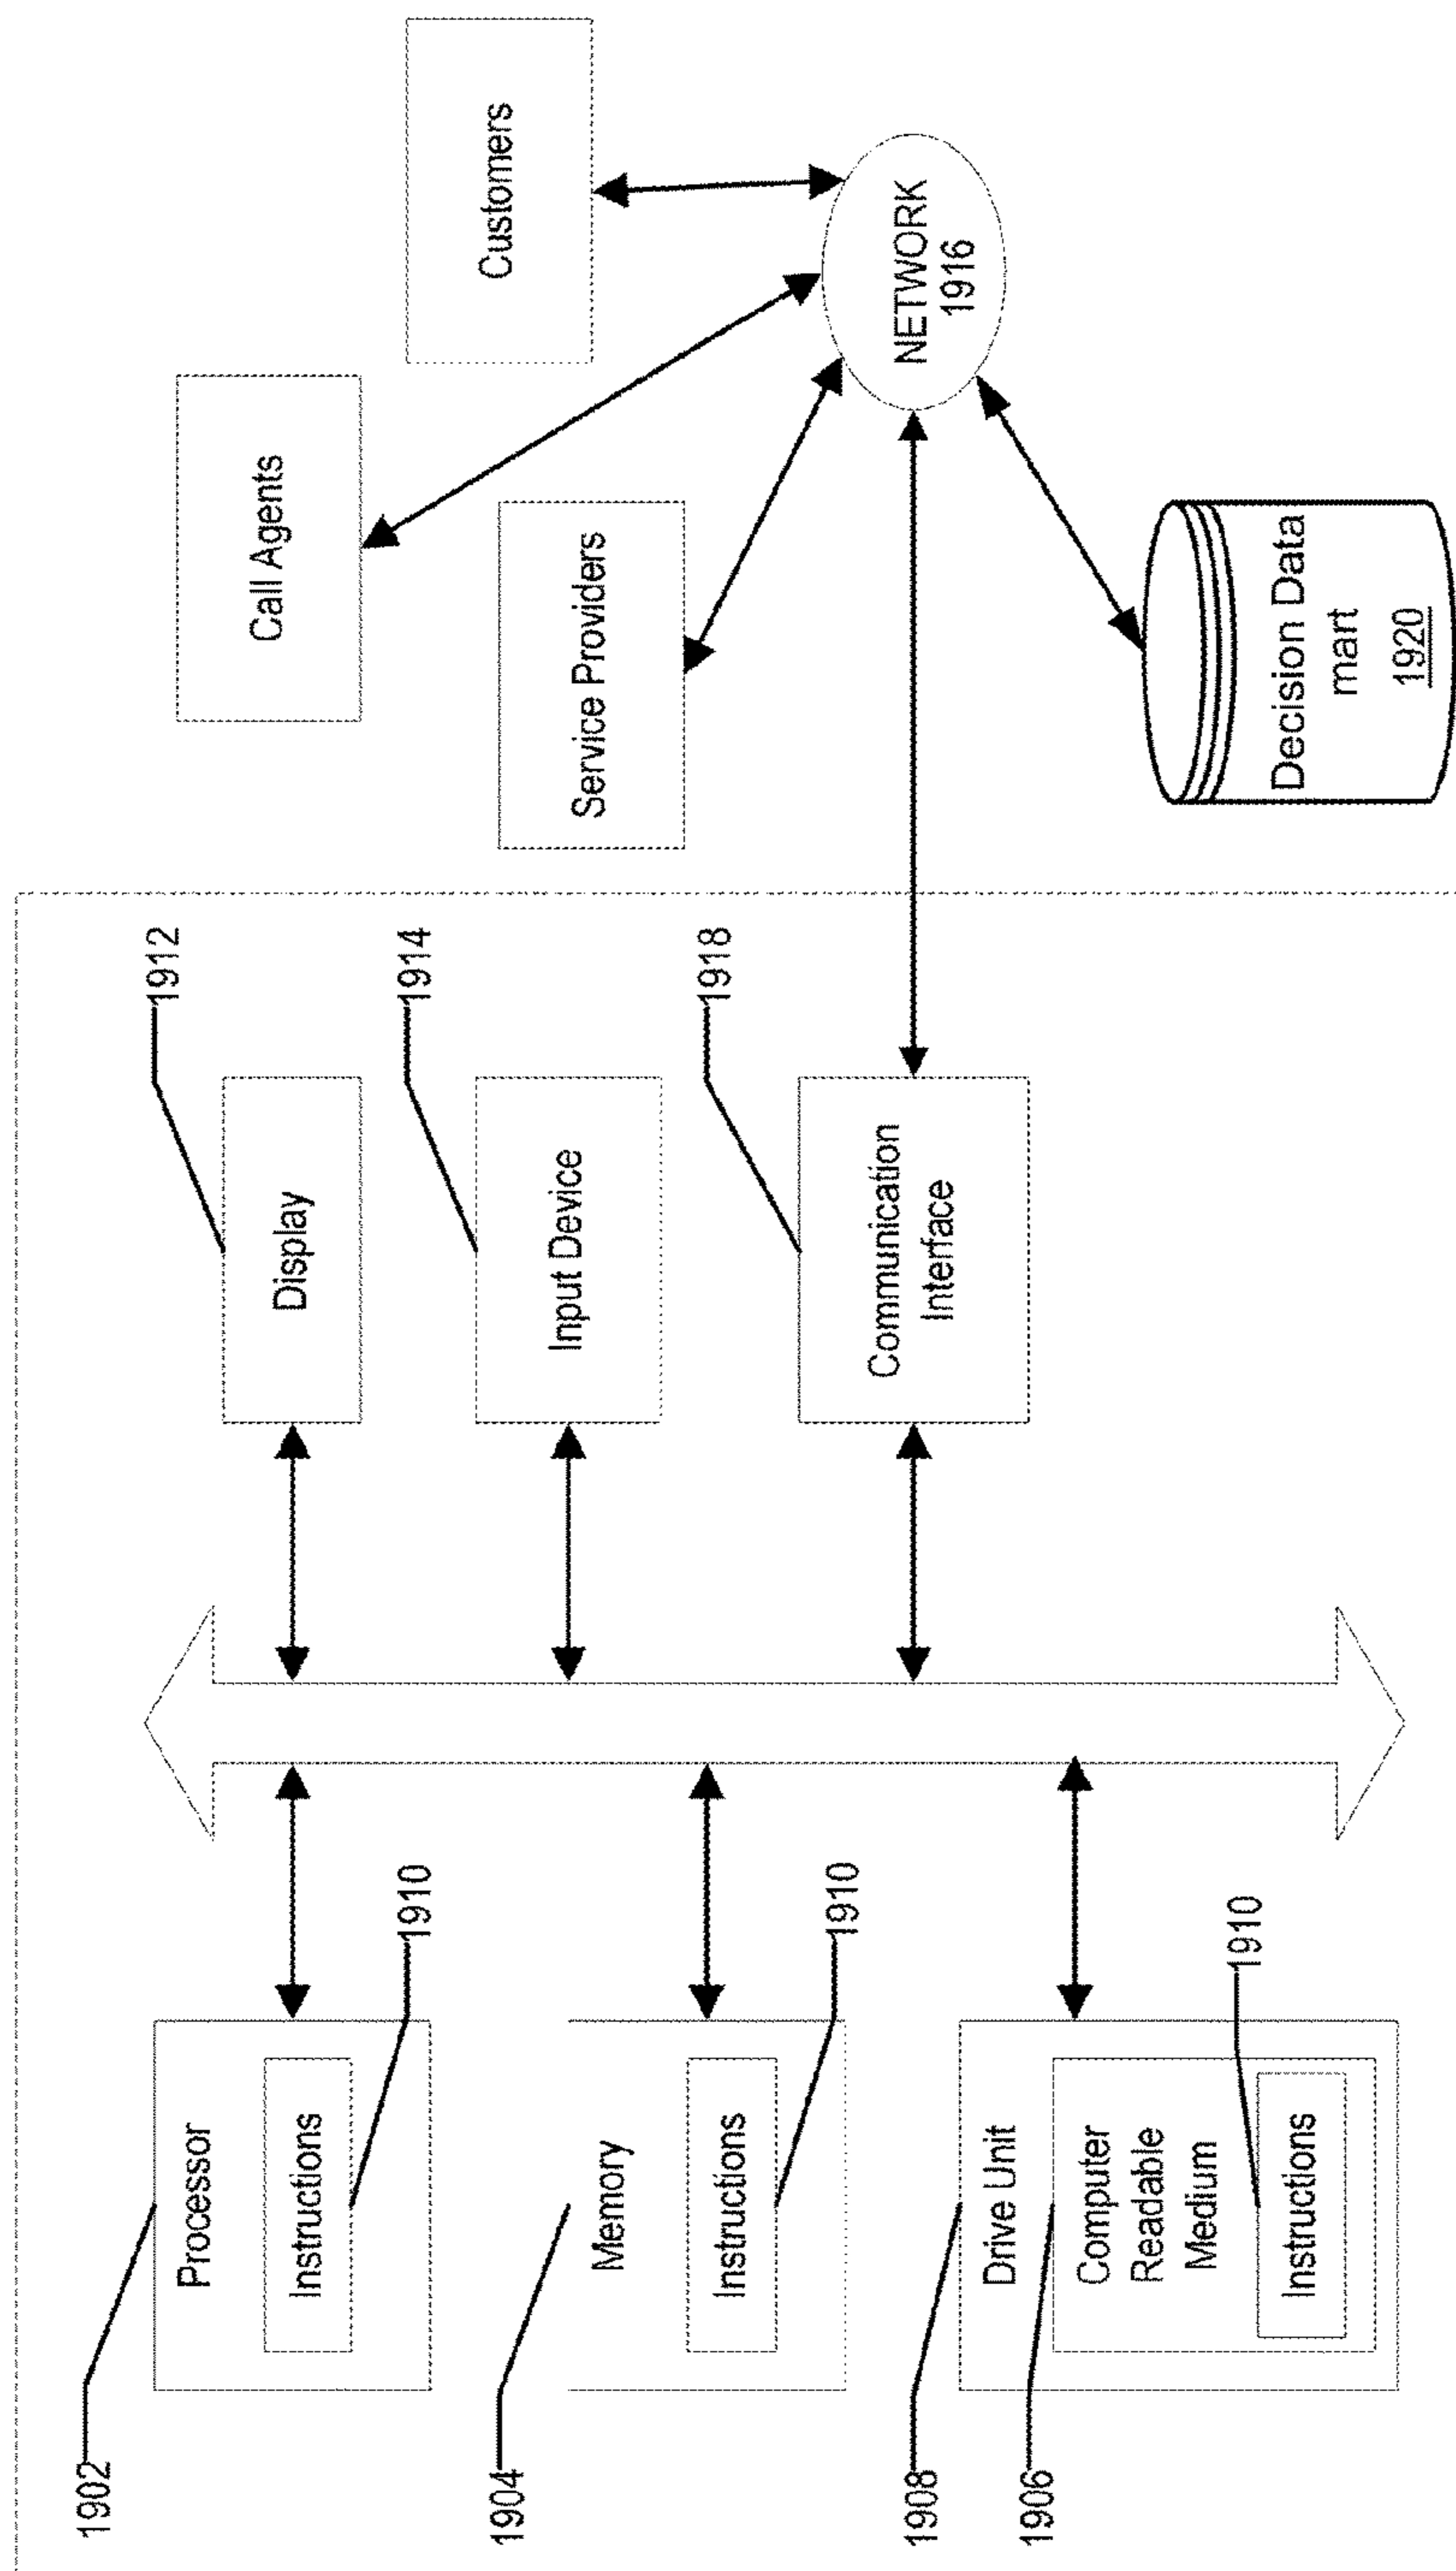 1902
Processor
Instructions
1910
1904
Memory
Instructions
1910
1908
1906
Drive Unit
Computer
Readable
Medium
Instructions
1910
1912
Display
1914
Input Device
1918
Communication
Interface
Call Agents
Customers
Service Providers
NETWORK
1916
Decision Data
mart
1920